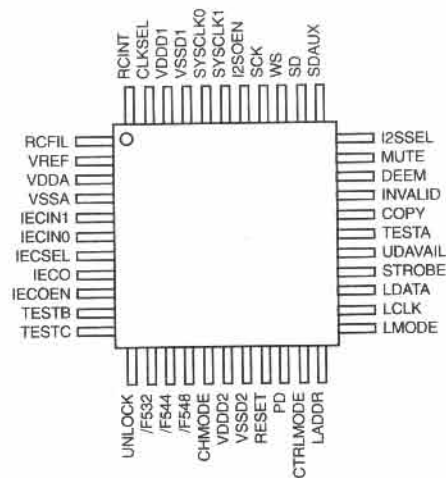 RCINT
CLKSEL
VDDD1
VSSD1
SYSCLK0
SYSCLK1
I2SOEN
SCK
WS
SD
SDAUX
RCFIL
VREF
VDDA
VSSA
IECIN1
IECIN0
IECSEL
IECO
IECOEN
TESTB
TESTC
I2SSEL
MUTE
DEEM
INVALID
COPY
TESTA
UDAVAIL
STROBE
LDATA
LCLK
LMODE
UNLOCK
/F532
/F544
/F548
CHMODE
VDDD2
VSSD2
RESET
PD
CTRLMODE
LADDR